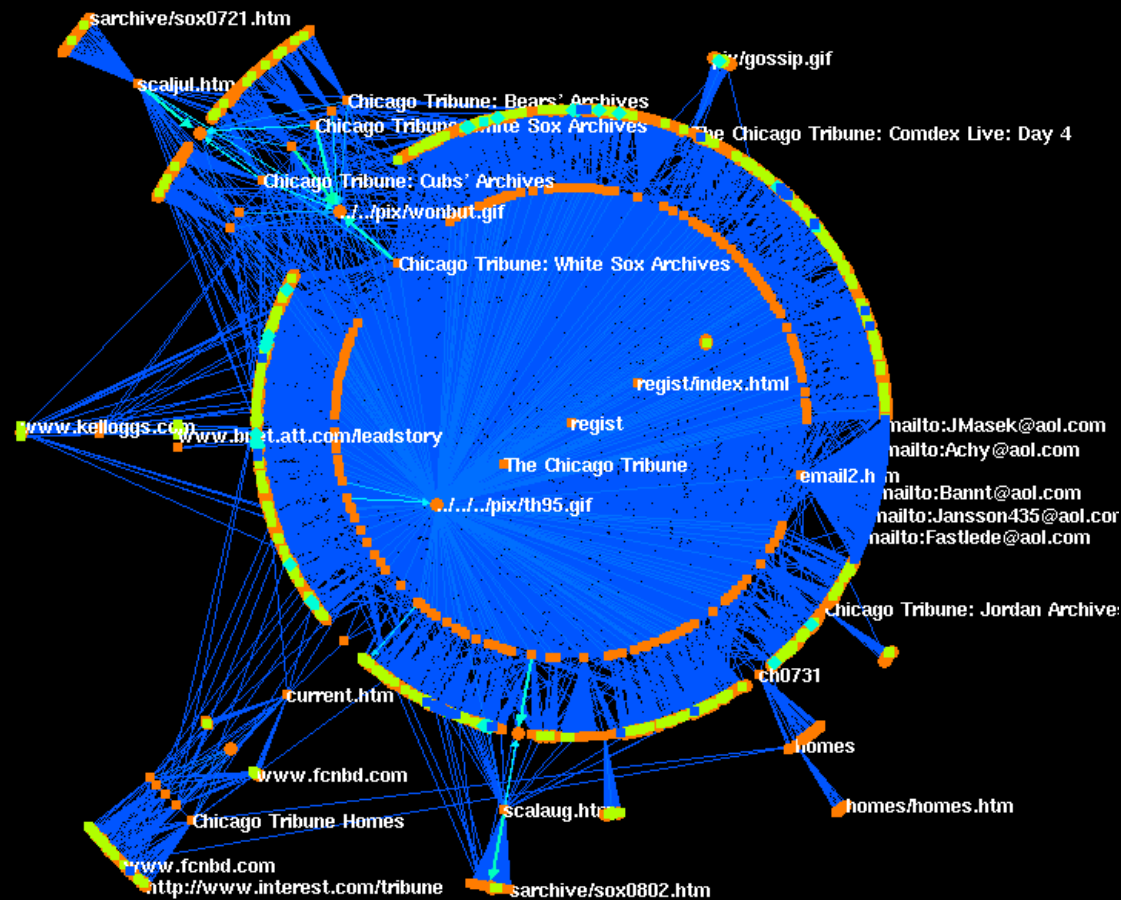 sarchive/sox0721.htm
pix/gossip.gif
scaljul.htm
Chicago Tribune: Bears' Archives
Chicago Tribune: White Sox Archives
The Chicago Tribune: Comdex Live: Day 4
Chicago Tribune: Cubs' Archives
../../pix/wonbut.gif
Chicago Tribune: White Sox Archives
regist/index.html
regist
www.kelloggs.com
mailto:JMasek@aol.com
/leadstory
mailto:Achy@aol.com
The Chicago Tribune
email2.htm
mailto:Bannt@aol.com
../../../pix/th95.gif
mailto:Jansson435@aol.cor
mailto:Fastlede@aol.com
Chicago Tribune: Jordan Archive
ch0731
current.htm
homes
www.fcnbd.com
homes/homes.htm
scalaug.htm
Chicago Tribune Homes
www.fcnbd.com
http://www.interest.com/tribune
sarchive/sox0802.htm